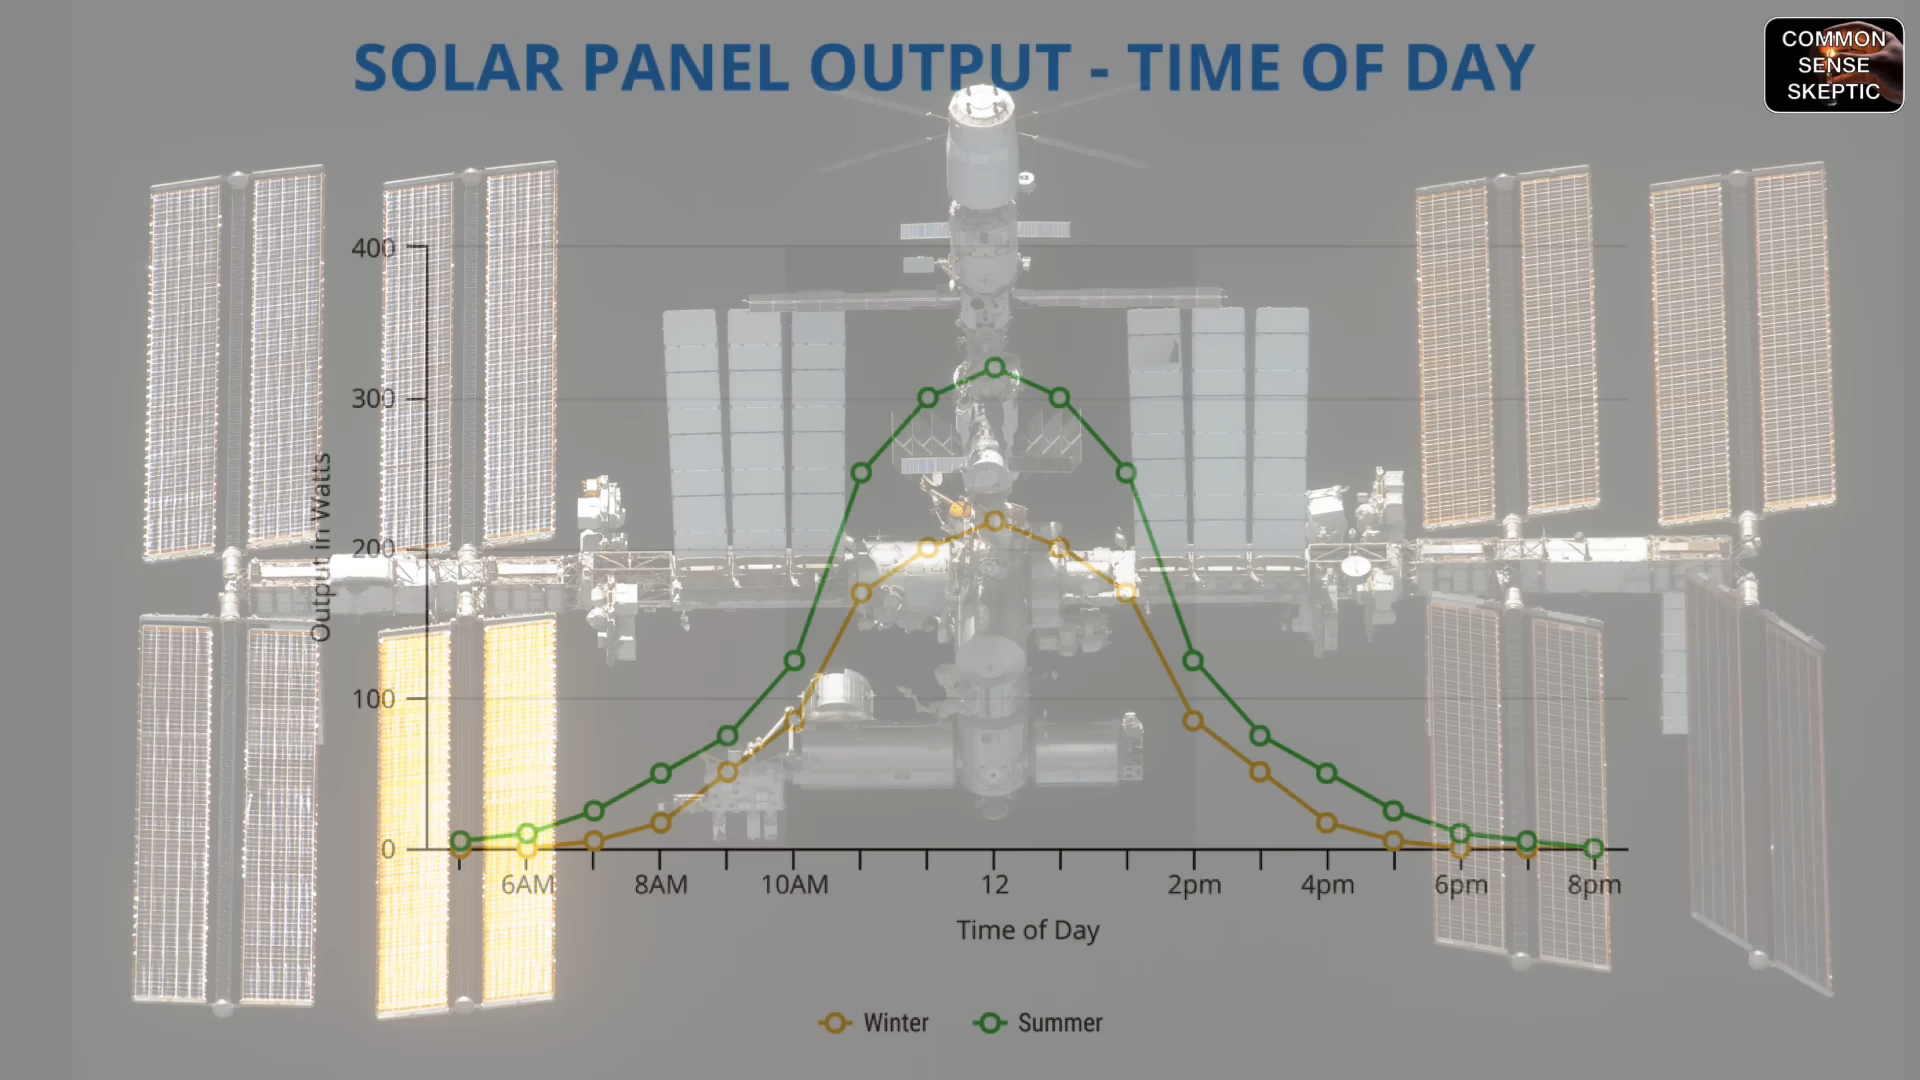 SOLAR PANEL OUTPUT - TIME OF DAY
COMMON
SENSE
SKEPTIC
400
300
200
100
0
Output in Watts
6AM
8AM
10AM
12
2pm
4pm
6pm
8pm
Time of Day
Winter
Summer